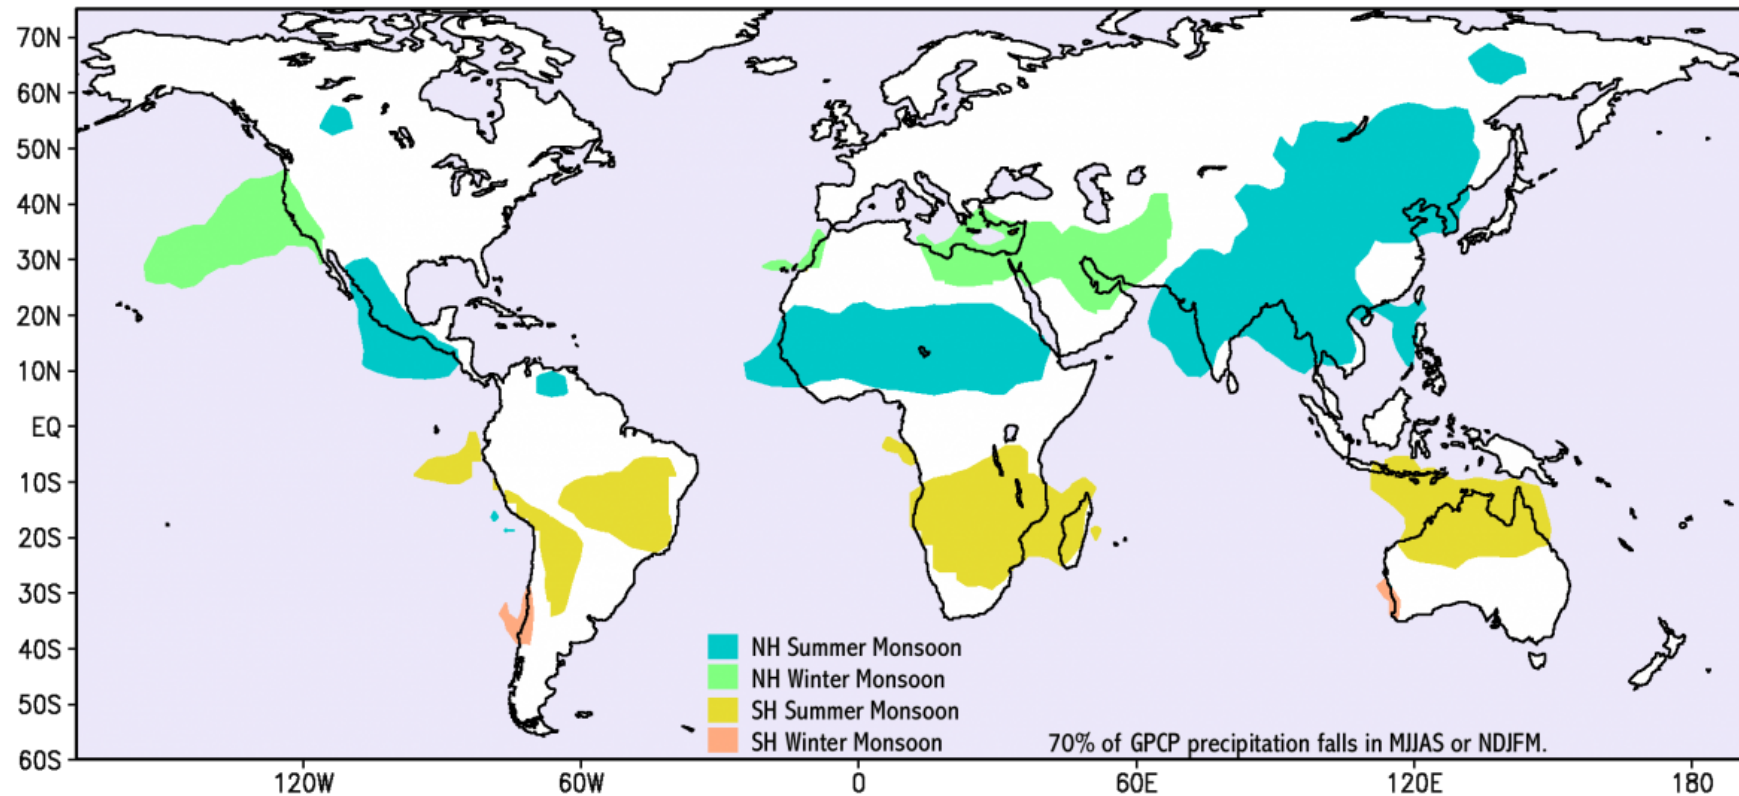 70N
60N
50N
40N
30N
20N
10N
EQ
10S
20S
30S
40S
50S
60S
NH Summer Monsoon
NH Winter Monsoon
SH Summer Monsoon
SH Winter Monsoon
70% of GPCP precipitation falls in MJJAS or NDJFM.
120W 60W 0 60E 120E 180